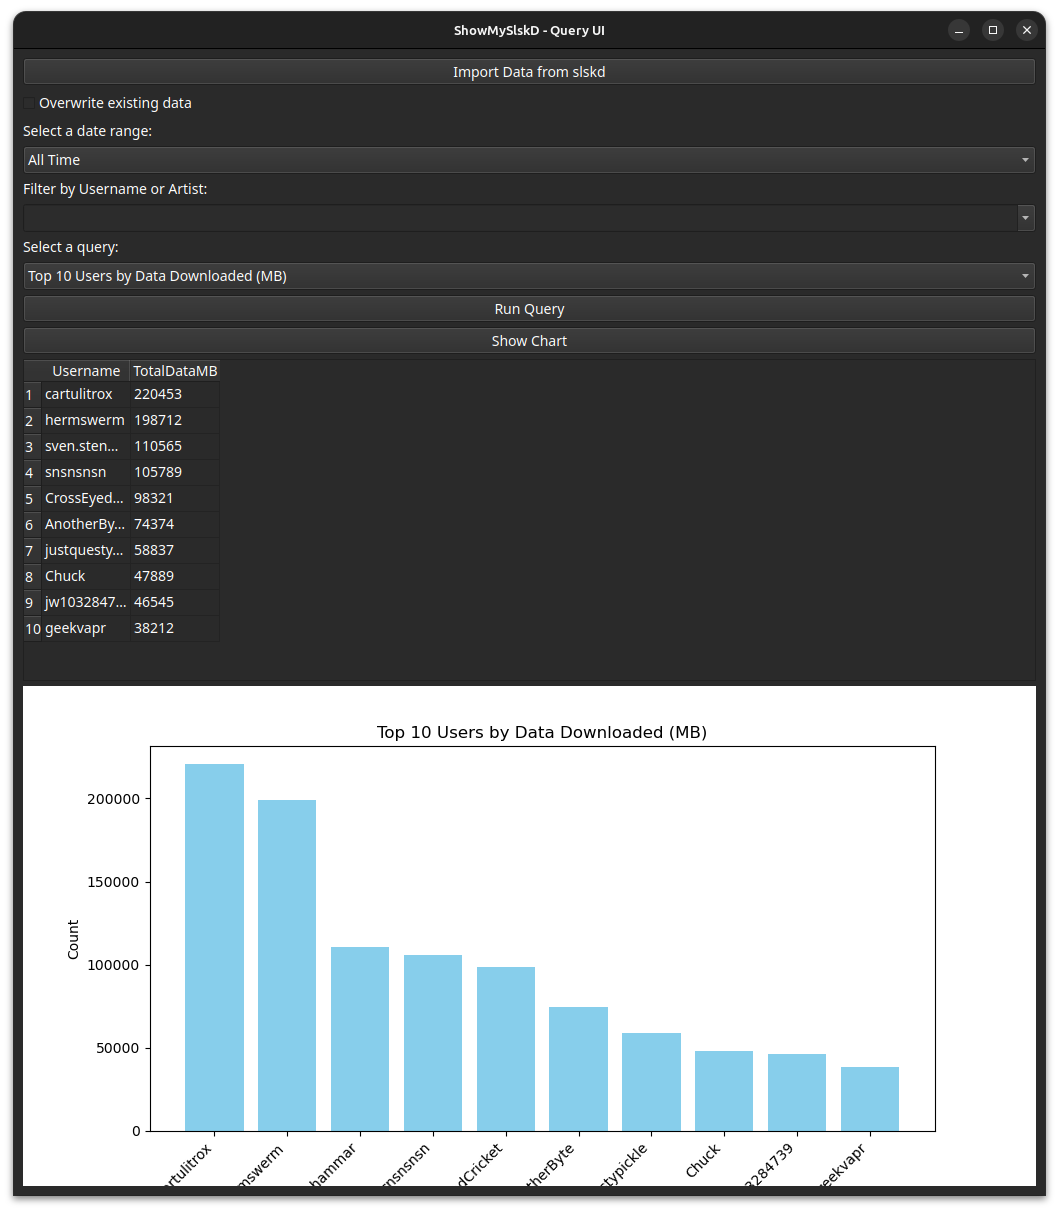 ShowMySlskD - Query UI
Import Data from slskd
Overwrite existing data
Select a date range:
All Time
Filter by Username or Artist:
Select a query:
Top 10 Users by Data Downloaded (MB)
Run Query
Show Chart
Username TotalDataMB
1 cartulitrox 220453
2 hermswerm 198712
3 sven.sten... 110565
4 snsnsnsn 105789
5 CrossEyed... 98321
6 AnotherBy... 74374
7 justquesty... 58837
8 Chuck 47889
9 jw1032847... 46545
10 geekvapr 38212
Top 10 Users by Data Downloaded (MB)
Count
200000
150000
100000
50000
0
rtulitrox
mswerm
hammar
snsnsnsn
dCricket
therByte
stypickle
Chuck
3284739
eekvapr